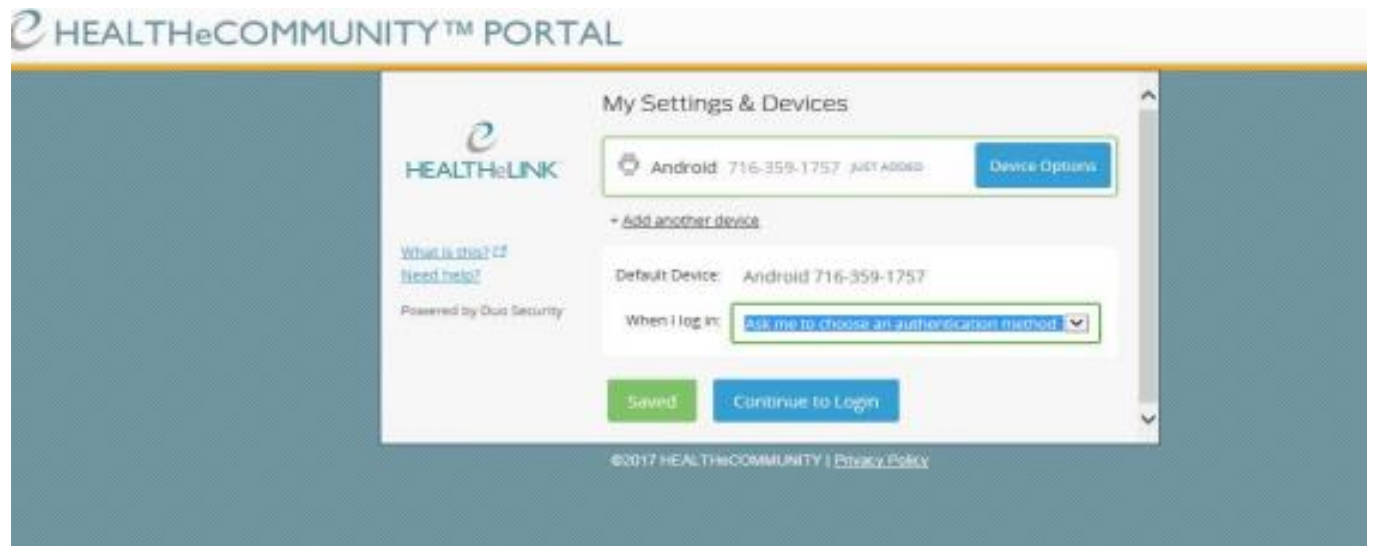 HEALTHeCOMMUNITY™ PORTAL
My Settings & Devices
HEALTHeLINK
Android 716-359-1757 JUST ADDED
Device Options
+ Add another device
What is this?
Need help?
Powered by Duo Security
Default Device: Android 716-359-1757
When I log in: Ask me to choose an authentication method
Saved
Continue to Login
©2017 HEALTHeCOMMUNITY | Privacy Policy